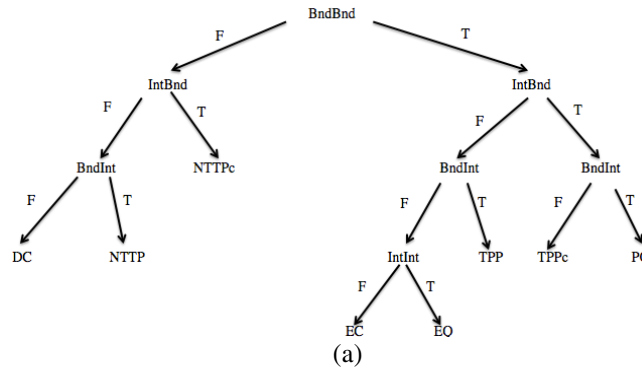 BndBnd
F T
IntBnd IntBnd
F T F T
BndInt NTTPc BndInt BndInt
F T F T F T
DC NTTP IntInt TPP TPPc
F T
EC EQ
(a)